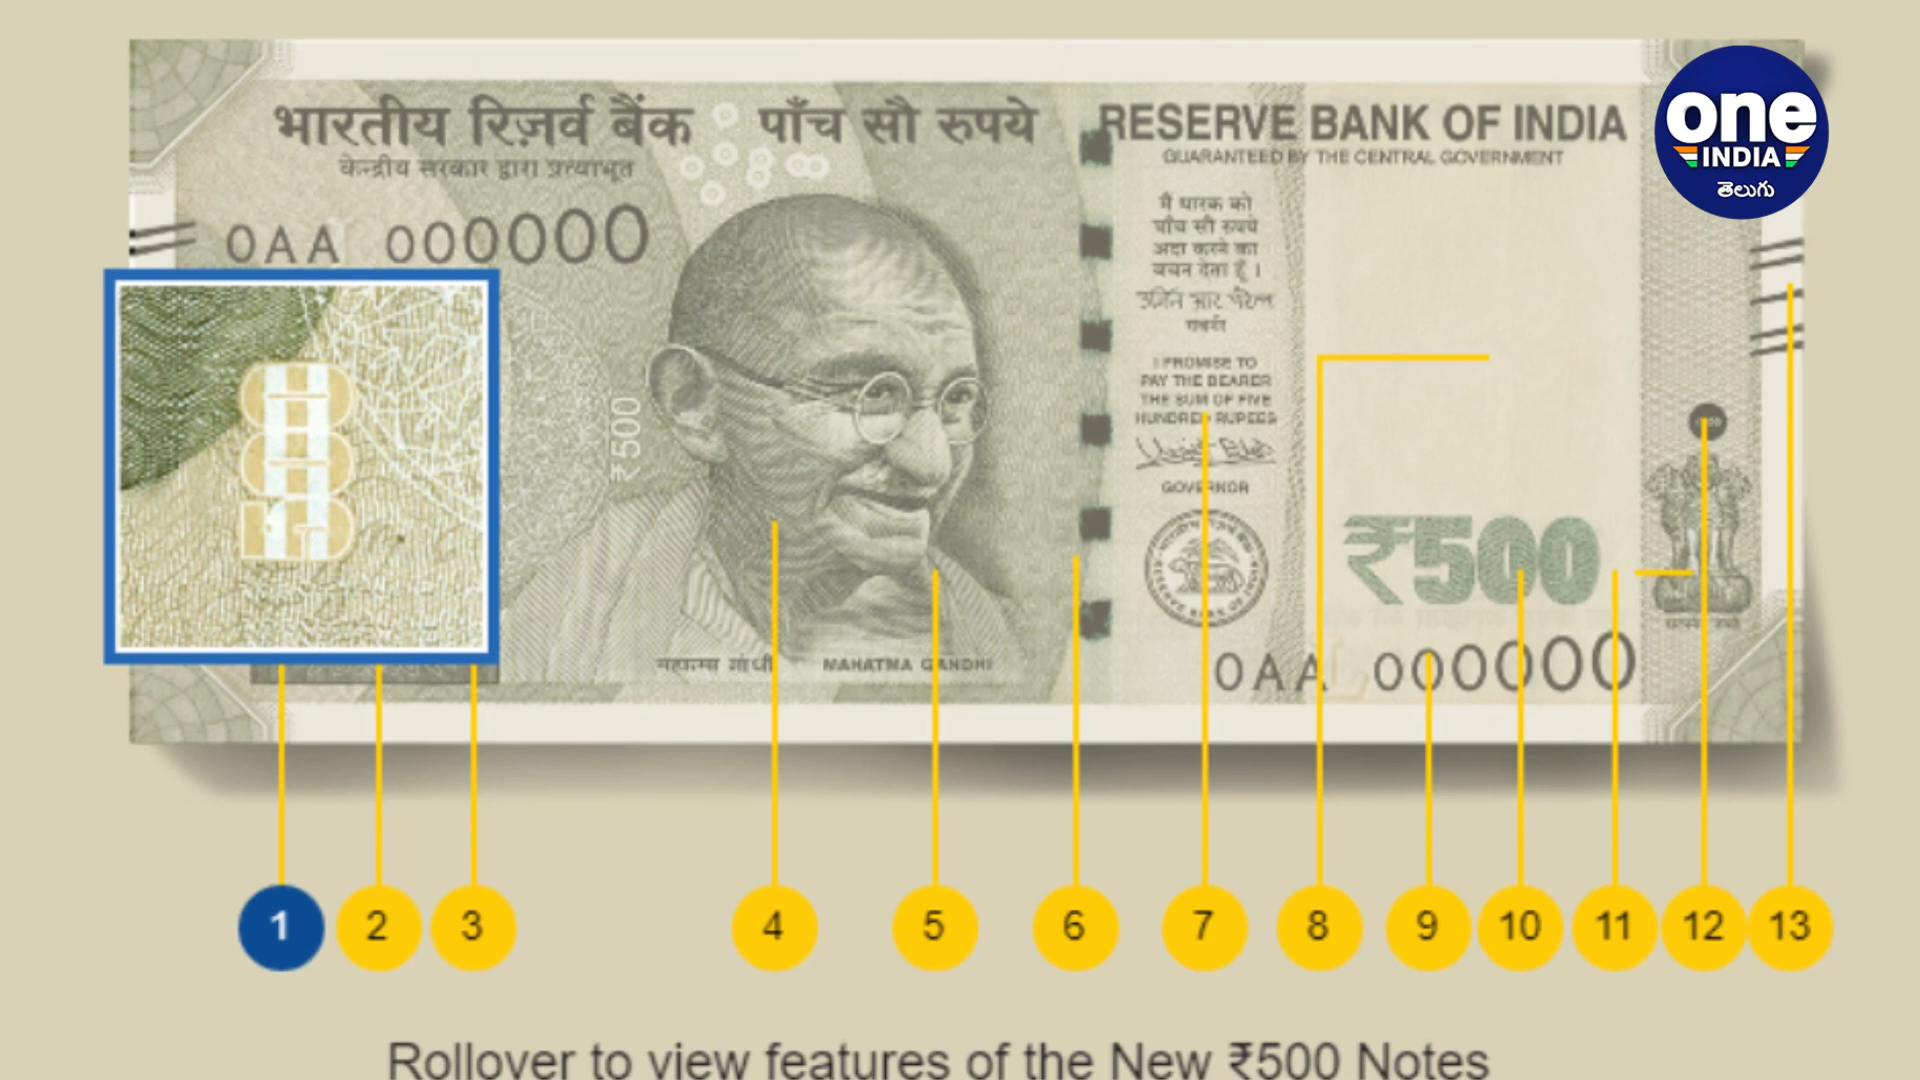 भारतीय रिज़र्व बैंक
केन्द्रीय सरकार द्वारा प्रत्याभूत
पाँच सौ रुपये
RESERVE BANK OF INDIA
GUARANTEED BY THE CENTRAL GOVERNMENT
one
INDIA
తెలుగు
0AA 000000
मैं धारक को
पाँच सौ रुपये
अदा करने का
वचन देता हूँ ।
गवर्नर
I PROMISE TO
PAY THE BEARER
THE SUM OF FIVE
HUNDRED RUPEES
GOVERNOR
₹500
500
₹500
महात्मा गांधी
MAHATMA GANDHI
0AA 000000
1 2 3 4 5 6 7 8 9 10 11 12 13
Rollover to view features of the New ₹500 Notes